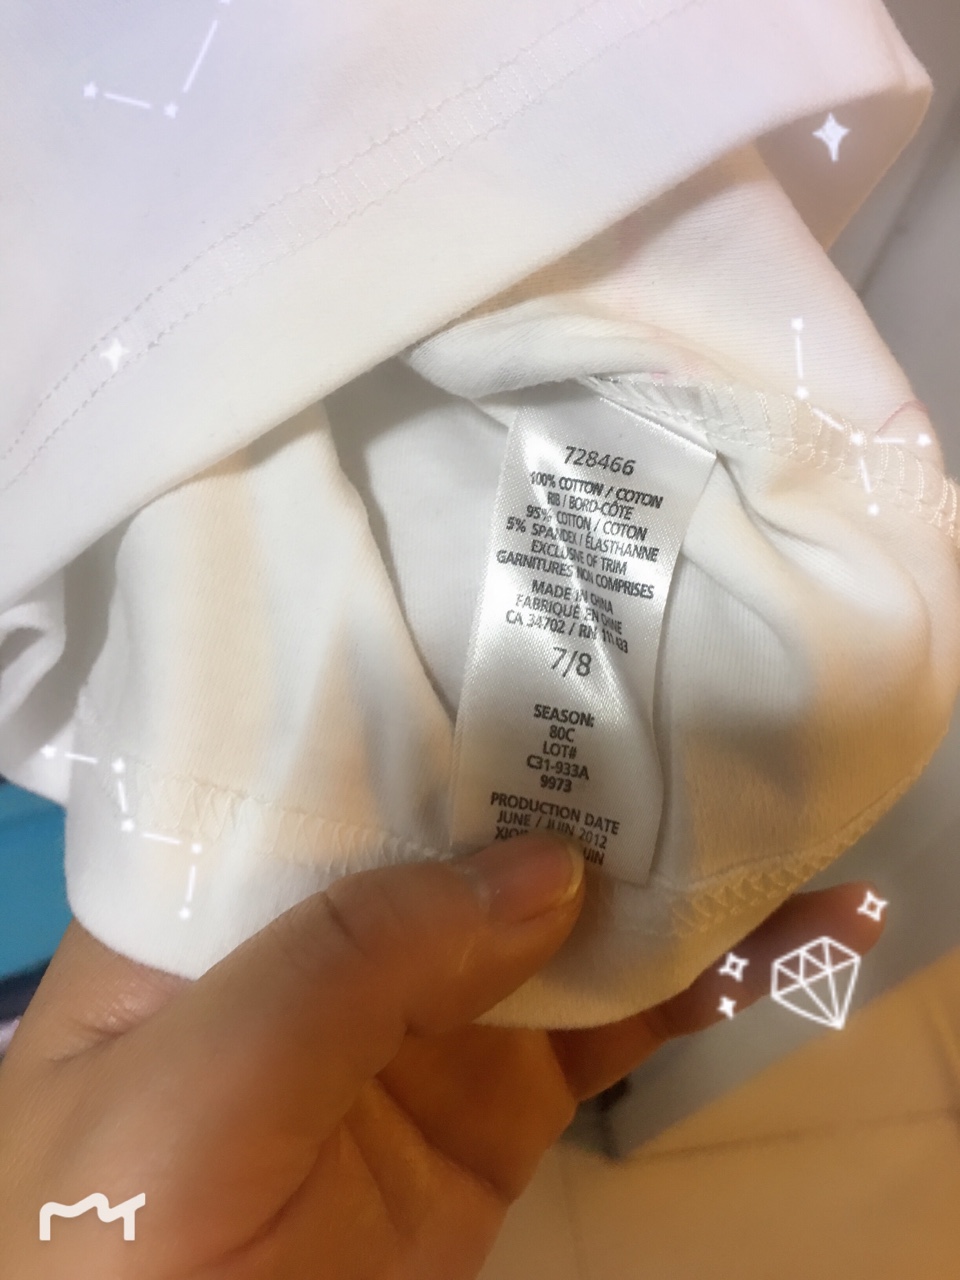 728466
100% COTTON / COTON
RIB / BORD-CÔTE
95% COTTON / COTON
5% SPANDEX / ÉLASTHANNE
EXCLUSIVE OF TRIM
GARNITURES NON COMPRISES
MADE IN CHINA
FABRIQUÉ EN CHINE
CA 34702 / RN
7/8
SEASON:
80C
LOT#
C31-933A
9973
PRODUCTION DATE
JUNE / JUIN 2012